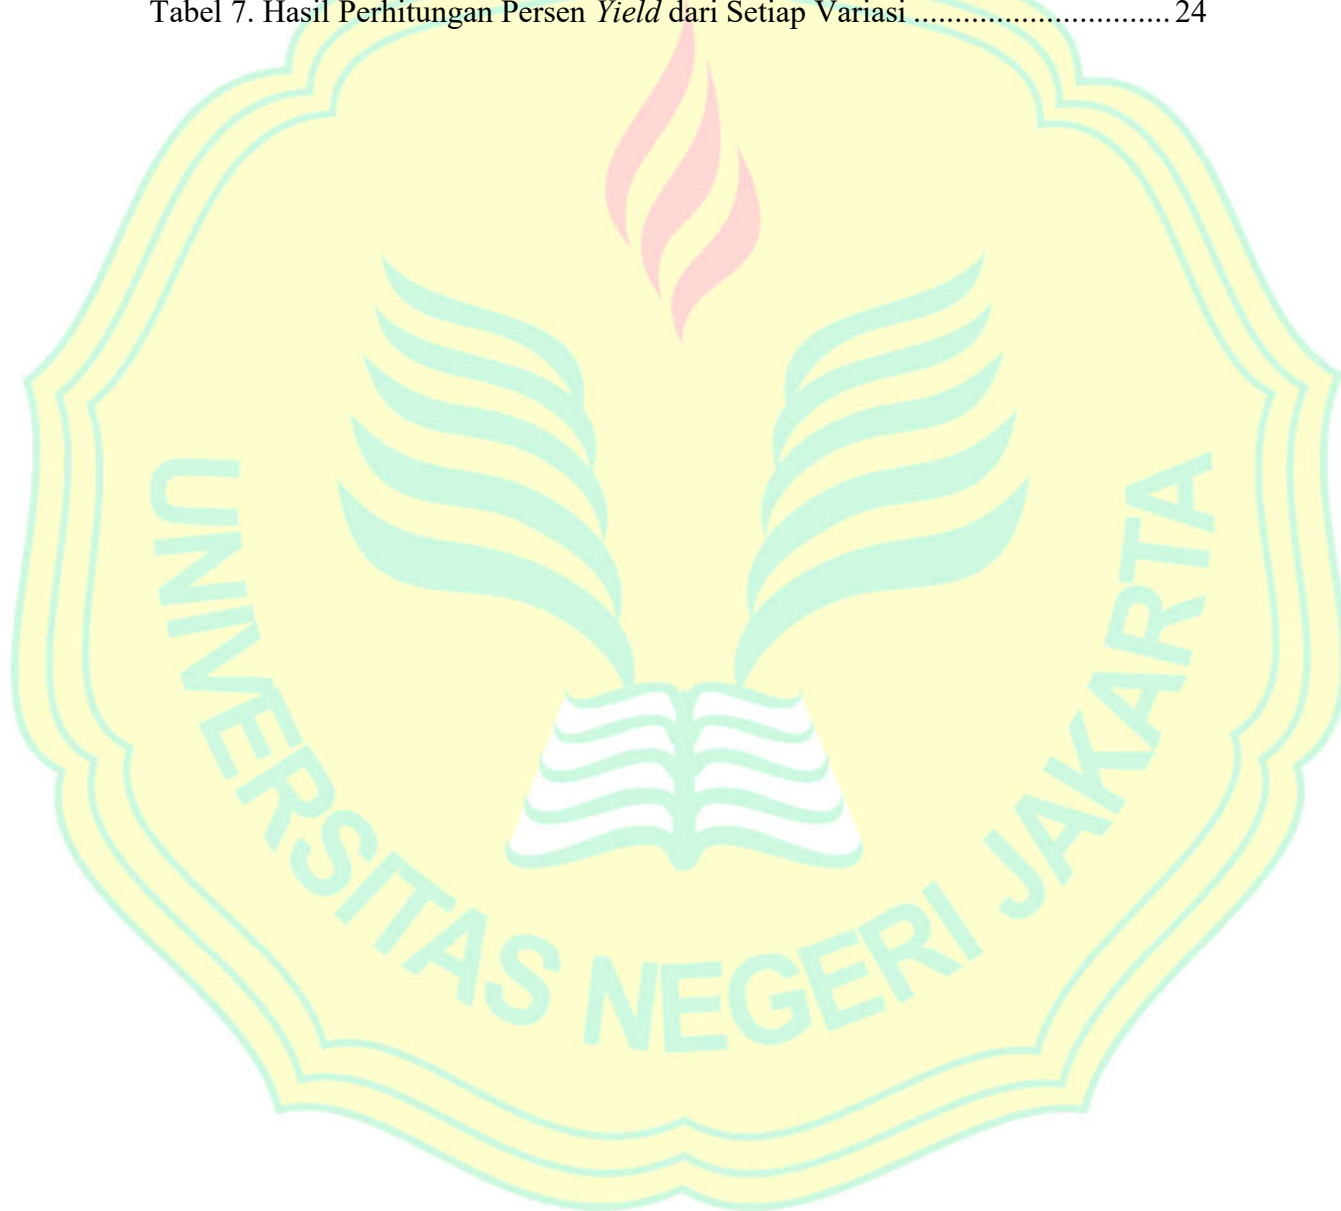 Tabel 7. Hasil Perhitungan Persen Yield dari Setiap Variasi ............................... 24
UNIVERSITAS NEGERI JAKARTA